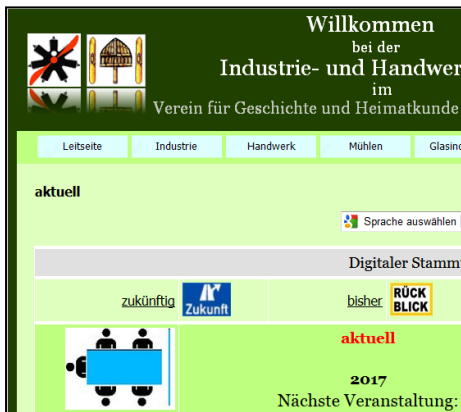 Willkommen
bei der
Industrie- und Handwer
im
Verein für Geschichte und Heimatkunde
Leitseite Industrie Handwerk Mühlen Glasind
aktuell
Sprache auswählen
Digitaler Stamm
zukünftig Zukunft bisher RÜCK
BLICK
aktuell
2017
Nächste Veranstaltung: